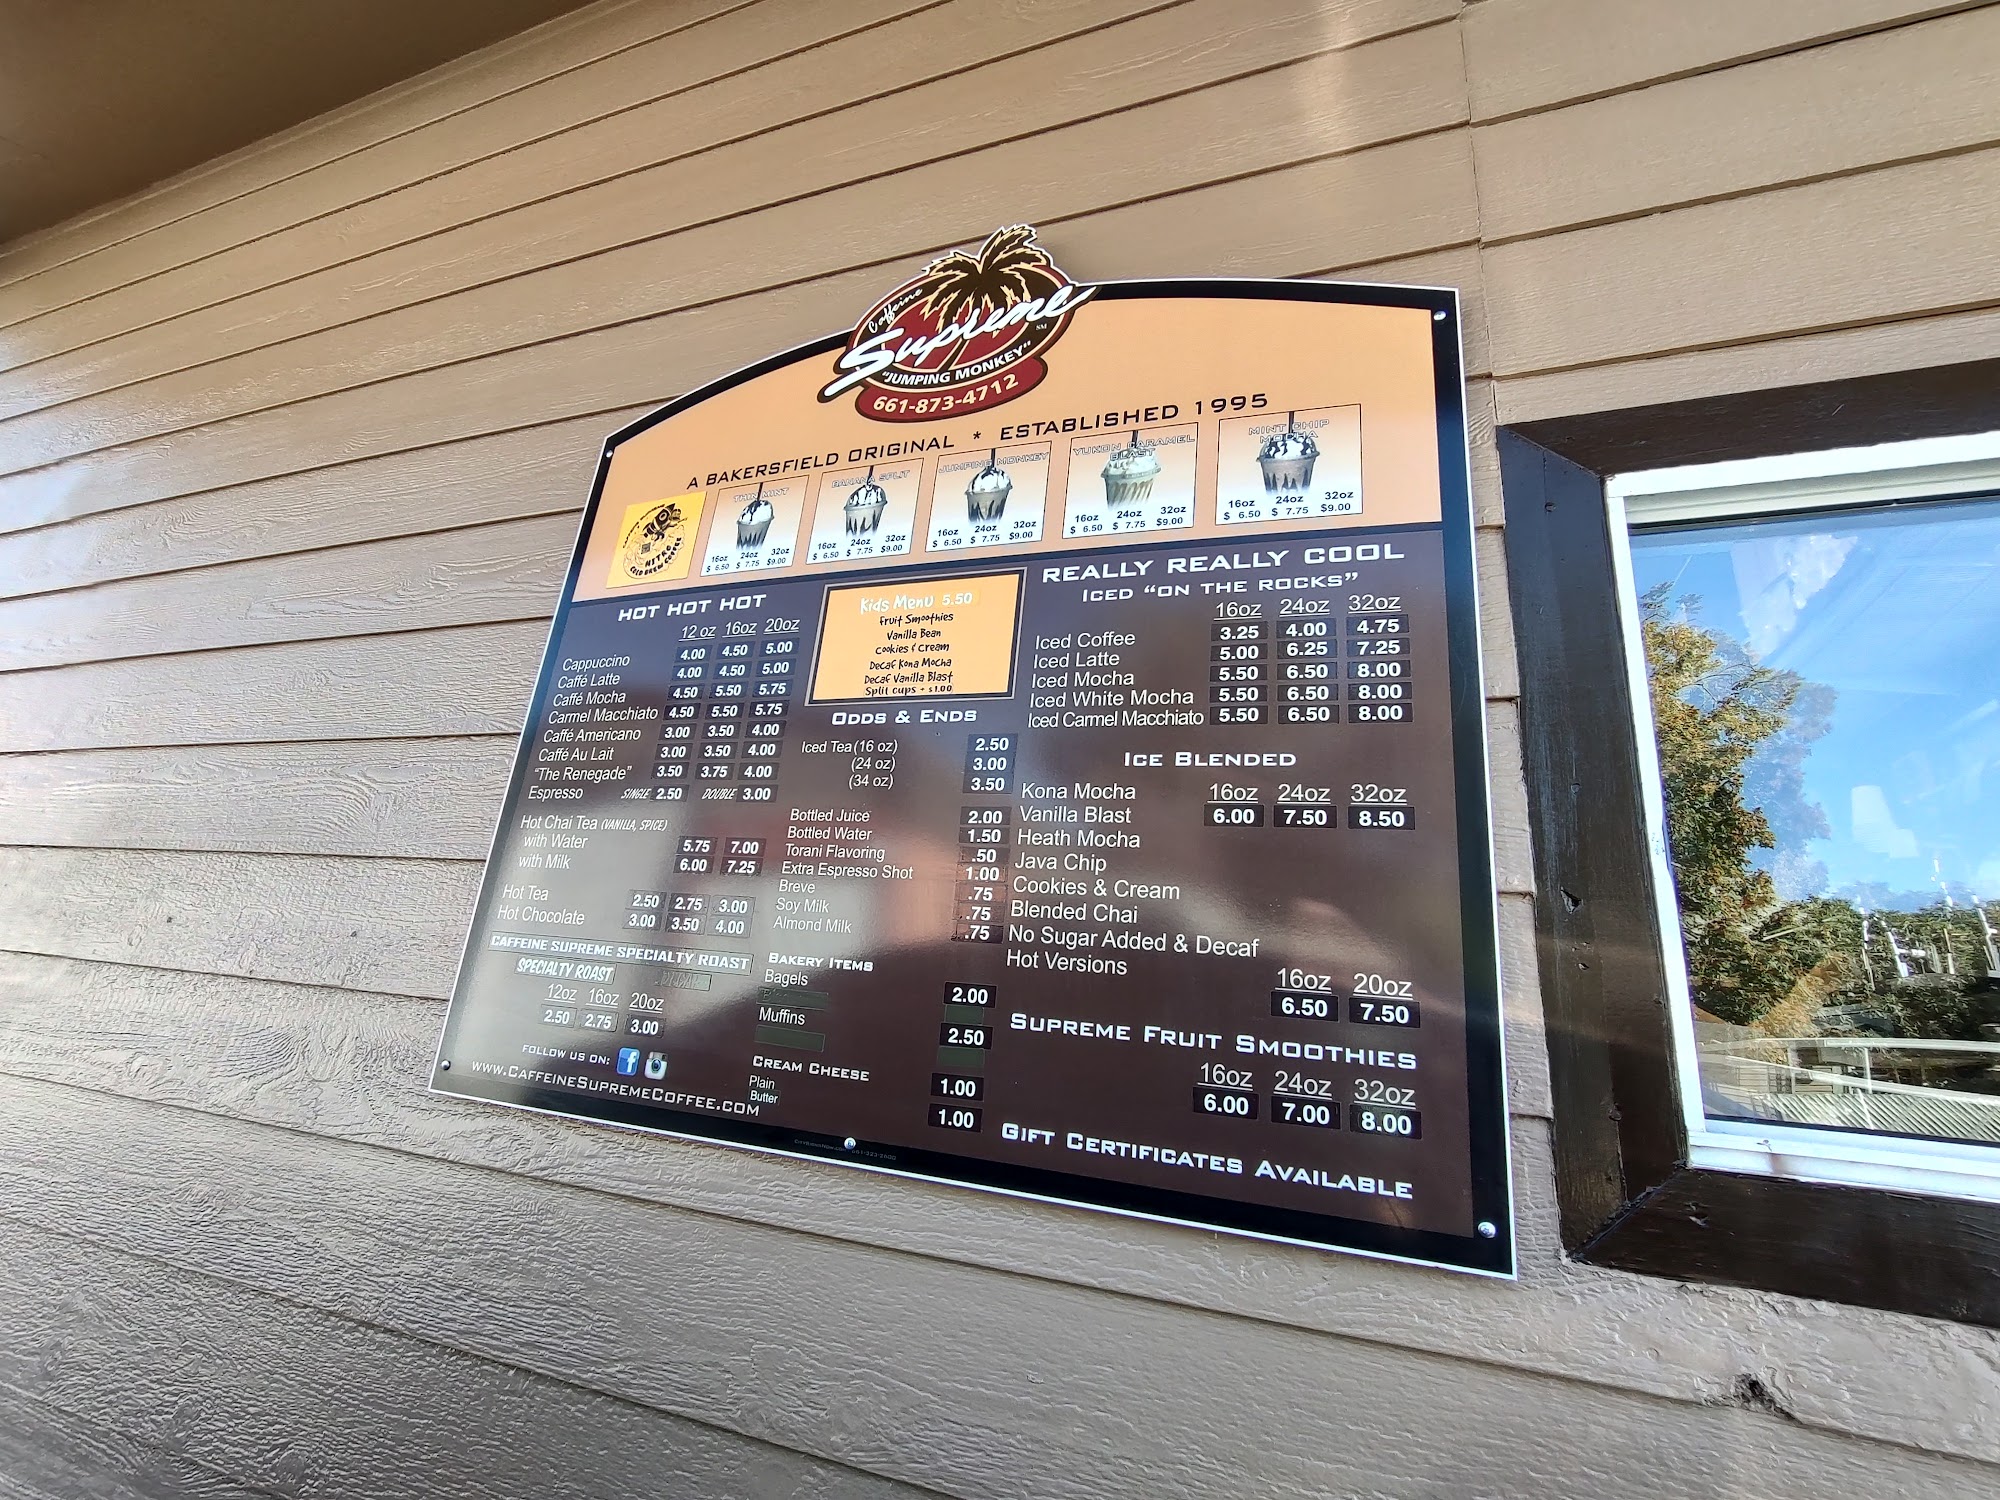 Caffeine
Supreme SM
"JUMPING MONKEY"
661-873-4712
A BAKERSFIELD ORIGINAL * ESTABLISHED 1995
NITRO
COLD BREW COFFEE
THIN MINT
16oz 24oz 32oz
$ 6.50 $ 7.75 $9.00
BANANA SPLIT
16oz 24oz 32oz
$ 6.50 $ 7.75 $9.00
JUMPING MONKEY
16oz 24oz 32oz
$ 6.50 $ 7.75 $9.00
YUKON CARAMEL
BLAST
16oz 24oz 32oz
$ 6.50 $ 7.75 $9.00
MINT CHIP
MOCHA
16oz 24oz 32oz
$ 6.50 $ 7.75 $9.00
HOT HOT HOT
12 oz 16oz 20oz
Cappuccino 4.00 4.50 5.00
Caffé Latte 4.00 4.50 5.00
Caffé Mocha 4.50 5.50 5.75
Carmel Macchiato 4.50 5.50 5.75
Caffé Americano 3.00 3.50 4.00
Caffé Au Lait 3.00 3.50 4.00
"The Renegade" 3.50 3.75 4.00
Espresso SINGLE 2.50 DOUBLE 3.00
Hot Chai Tea (VANILLA, SPICE)
with Water 5.75 7.00
with Milk 6.00 7.25
Hot Tea 2.50 2.75 3.00
Hot Chocolate 3.00 3.50 4.00
CAFFEINE SUPREME SPECIALTY ROAST
SPECIALTY ROAST
12oz 16oz 20oz
2.50 2.75 3.00
FOLLOW US ON: f
WWW.CAFFEINESUPREMECOFFEE.COM
Kids Menu 5.50
Fruit Smoothies
Vanilla Bean
Cookies & Cream
Decaf Kona Mocha
Decaf Vanilla Blast
Split cups + $1.00
ODDS & ENDS
Iced Tea (16 oz) 2.50
(24 oz) 3.00
(34 oz) 3.50
Bottled Juice 2.00
Bottled Water 1.50
Torani Flavoring .50
Extra Espresso Shot 1.00
Breve .75
Soy Milk .75
Almond Milk .75
BAKERY ITEMS
Bagels 2.00
Muffins 2.50
CREAM CHEESE
Plain 1.00
Butter 1.00
REALLY REALLY COOL
ICED "ON THE ROCKS"
16oz 24oz 32oz
Iced Coffee 3.25 4.00 4.75
Iced Latte 5.00 6.25 7.25
Iced Mocha 5.50 6.50 8.00
Iced White Mocha 5.50 6.50 8.00
Iced Carmel Macchiato 5.50 6.50 8.00
ICE BLENDED
Kona Mocha 16oz 24oz 32oz
Vanilla Blast 6.00 7.50 8.50
Heath Mocha
Java Chip
Cookies & Cream
Blended Chai
No Sugar Added & Decaf
Hot Versions 16oz 20oz
6.50 7.50
SUPREME FRUIT SMOOTHIES
16oz 24oz 32oz
6.00 7.00 8.00
GIFT CERTIFICATES AVAILABLE